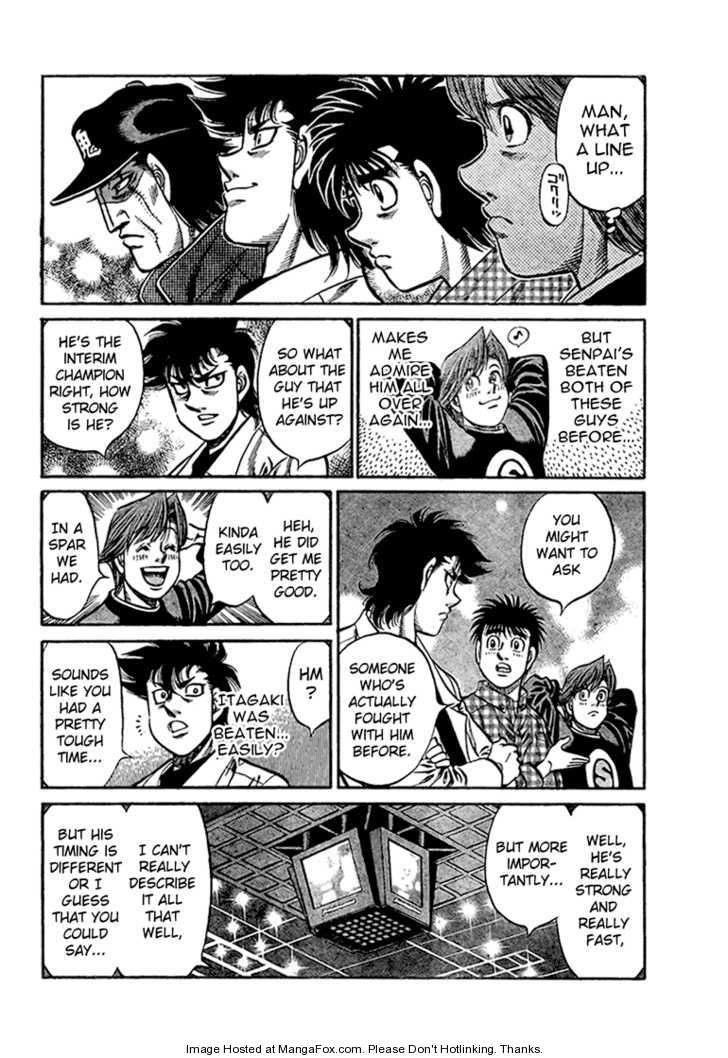 MAN,
WHAT
A LINE
UP...
ゴクリッ
BUT
SENPAI'S
BEATEN
BOTH OF
THESE
GUYS
BEFORE...
♪
MAKES
ME
ADMIRE
HIM ALL
OVER
AGAIN...
SO WHAT
ABOUT THE
GUY THAT
HE'S UP
AGAINST?
HE'S THE
INTERIM
CHAMPION
RIGHT, HOW
STRONG
IS HE?
YOU
MIGHT
WANT TO
ASK
SOMEONE
WHO'S
ACTUALLY
FOUGHT
WITH HIM
BEFORE.
S
HEH,
HE DID
GET ME
PRETTY
GOOD.
KINDA
EASILY
TOO.
IN A
SPAR
WE
HAD.
HM
?
ITAGAKI
WAS
BEATEN...
EASILY?
SOUNDS
LIKE YOU
HAD A
PRETTY
TOUGH
TIME...
WELL,
HE'S
REALLY
STRONG
AND
REALLY
FAST,
BUT MORE
IMPOR-
TANTLY...
I CAN'T
REALLY
DESCRIBE
IT ALL
THAT
WELL,
BUT HIS
TIMING IS
DIFFERENT
OR I
GUESS
THAT YOU
COULD
SAY...
Image Hosted at MangaFox.com. Please Don't Hotlinking. Thanks.